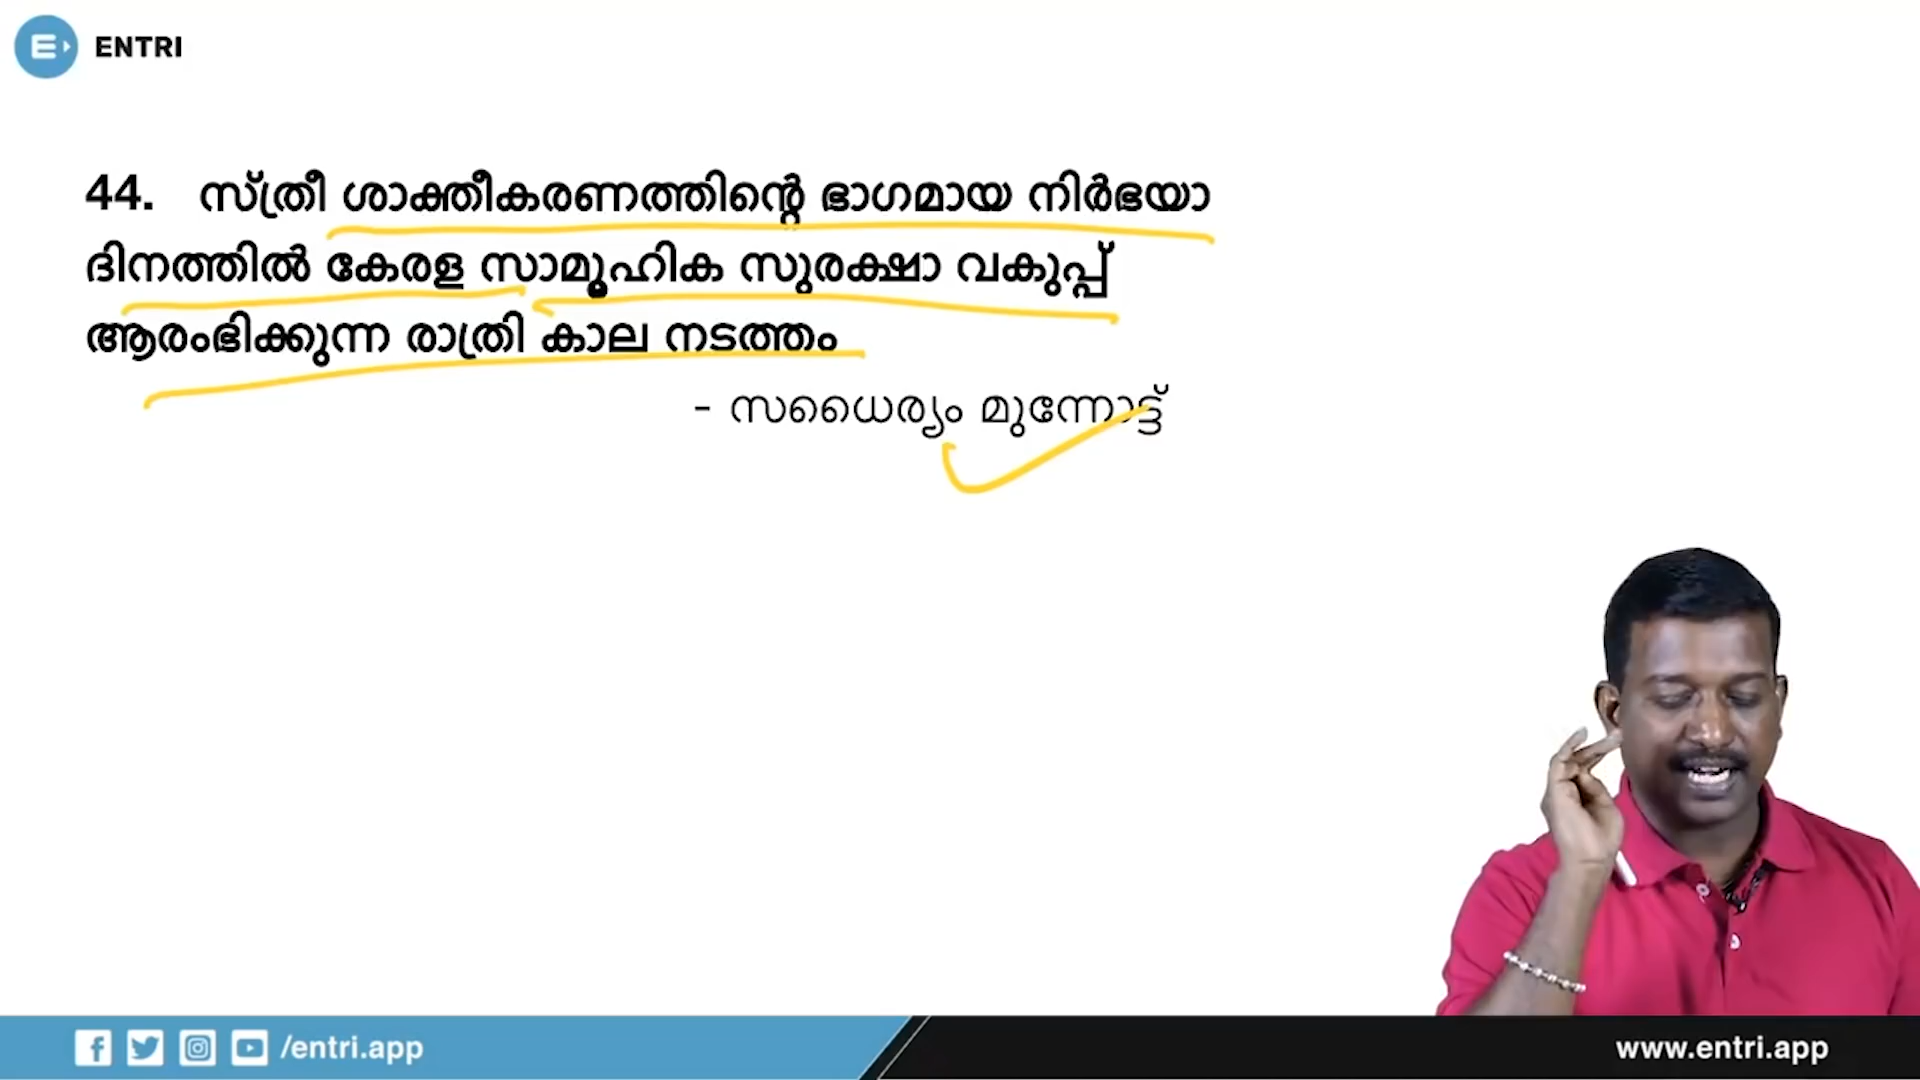 ENTRI
44. സ്ത്രീ ശാക്തീകരണത്തിന്റെ ഭാഗമായ നിർഭയാ
ദിനത്തിൽ കേരള സാമൂഹിക സുരക്ഷാ വകുപ്പ്
ആരംഭിക്കുന്ന രാത്രി കാല നടത്തം
- സധൈര്യം മുന്നോട്ട്
/entri.app
www.entri.app